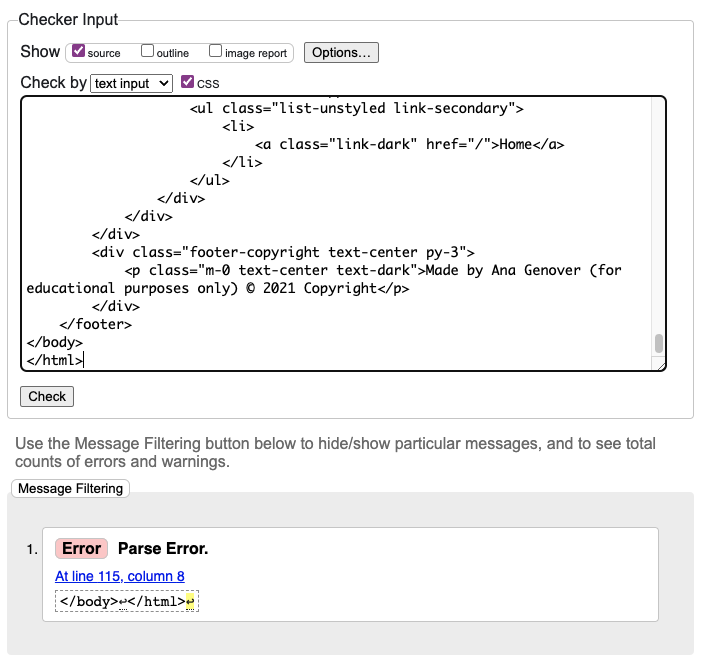 Checker Input
Show source outline image report Options...
Check by text input CSS
<ul class="list-unstyled link-secondary">
<li>
<a class="link-dark" href="/">Home</a>
</li>
</ul>
</div>
</div>
</div>
<div class="footer-copyright text-center py-3">
<p class="m-0 text-center text-dark">Made by Ana Genover (for
educational purposes only) © 2021 Copyright</p>
</div>
</footer>
</body>
</html>
Check
Use the Message Filtering button below to hide/show particular messages, and to see total
counts of errors and warnings.
Message Filtering
1. Error Parse Error.
At line 115, column 8
</body>↩</html>↩